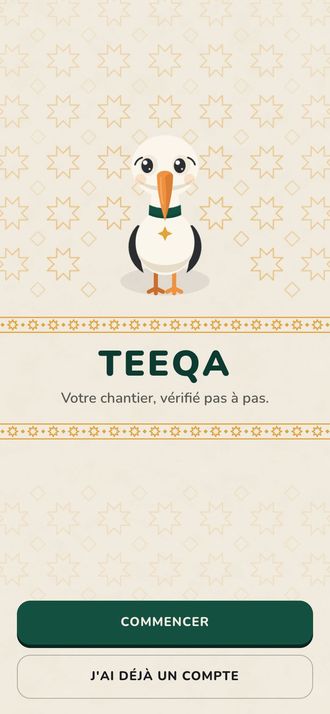 TEEQA
Votre chantier, vérifié pas à pas.
COMMENCER
J'AI DÉJÀ UN COMPTE